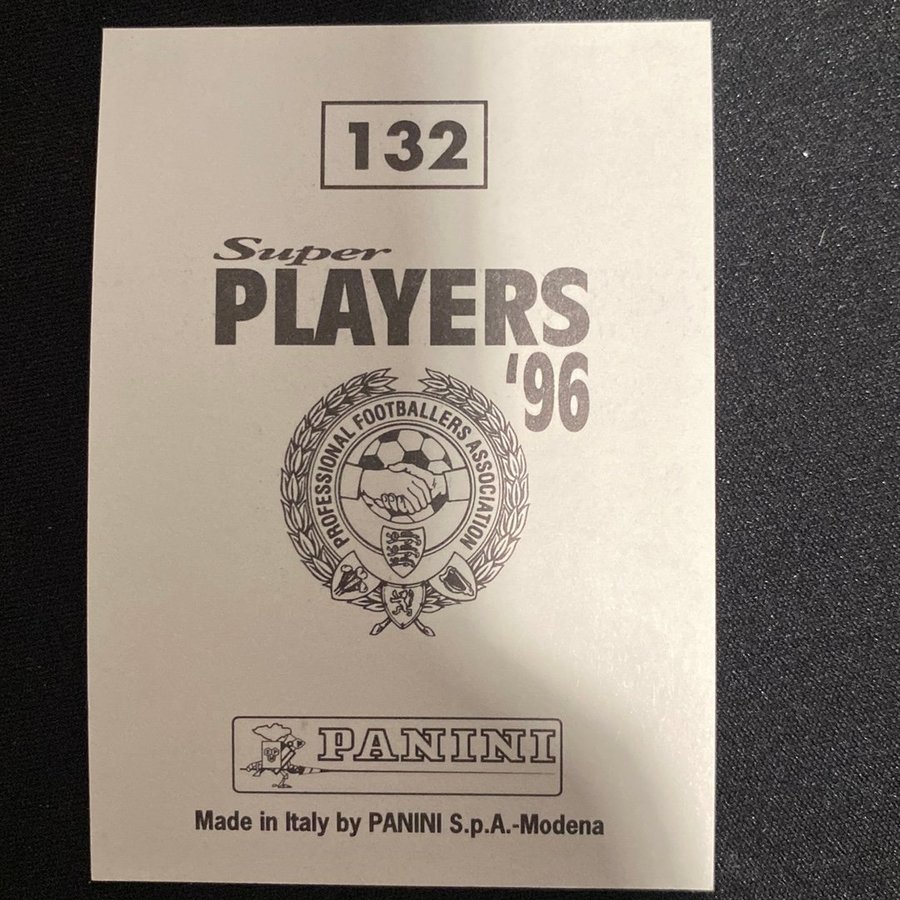 132
Super
PLAYERS
'96
PROFESSIONAL FOOTBALLERS ASSOCIATION
PANINI
Made in Italy by PANINI S.p.A.-Modena